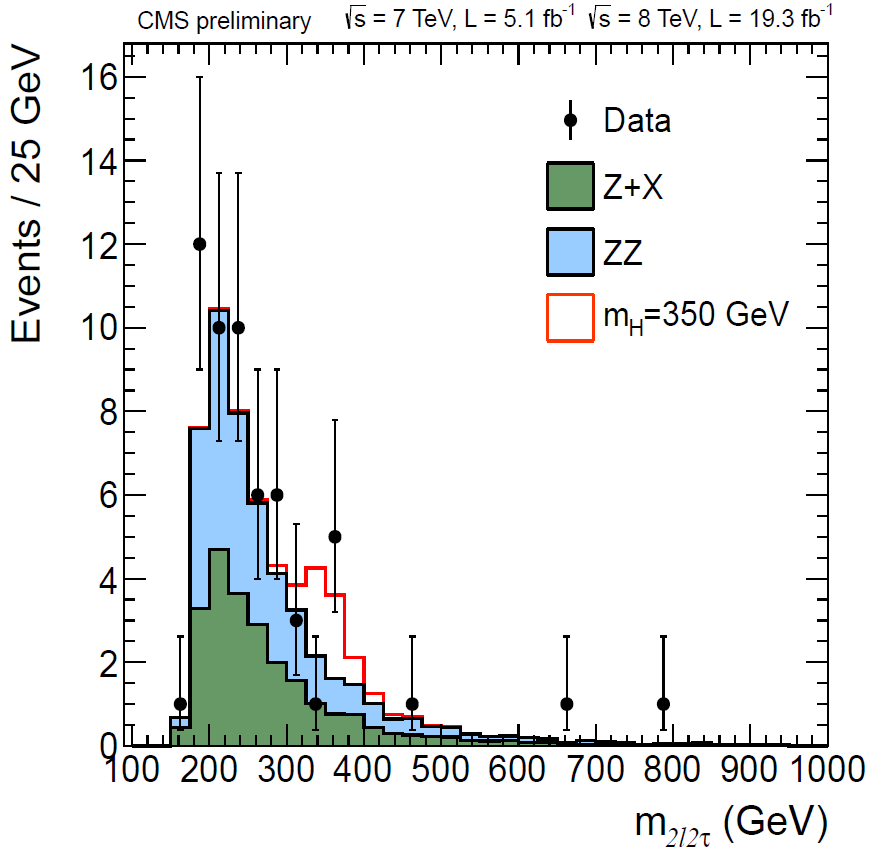 CMS preliminary √s = 7 TeV, L = 5.1 fb⁻¹ √s = 8 TeV, L = 19.3 fb⁻¹
Events / 25 GeV
16
14
12
10
8
6
4
2
0
Data
Z+X
ZZ
m_H=350 GeV
100 200 300 400 500 600 700 800 900 1000
m_2l2τ (GeV)